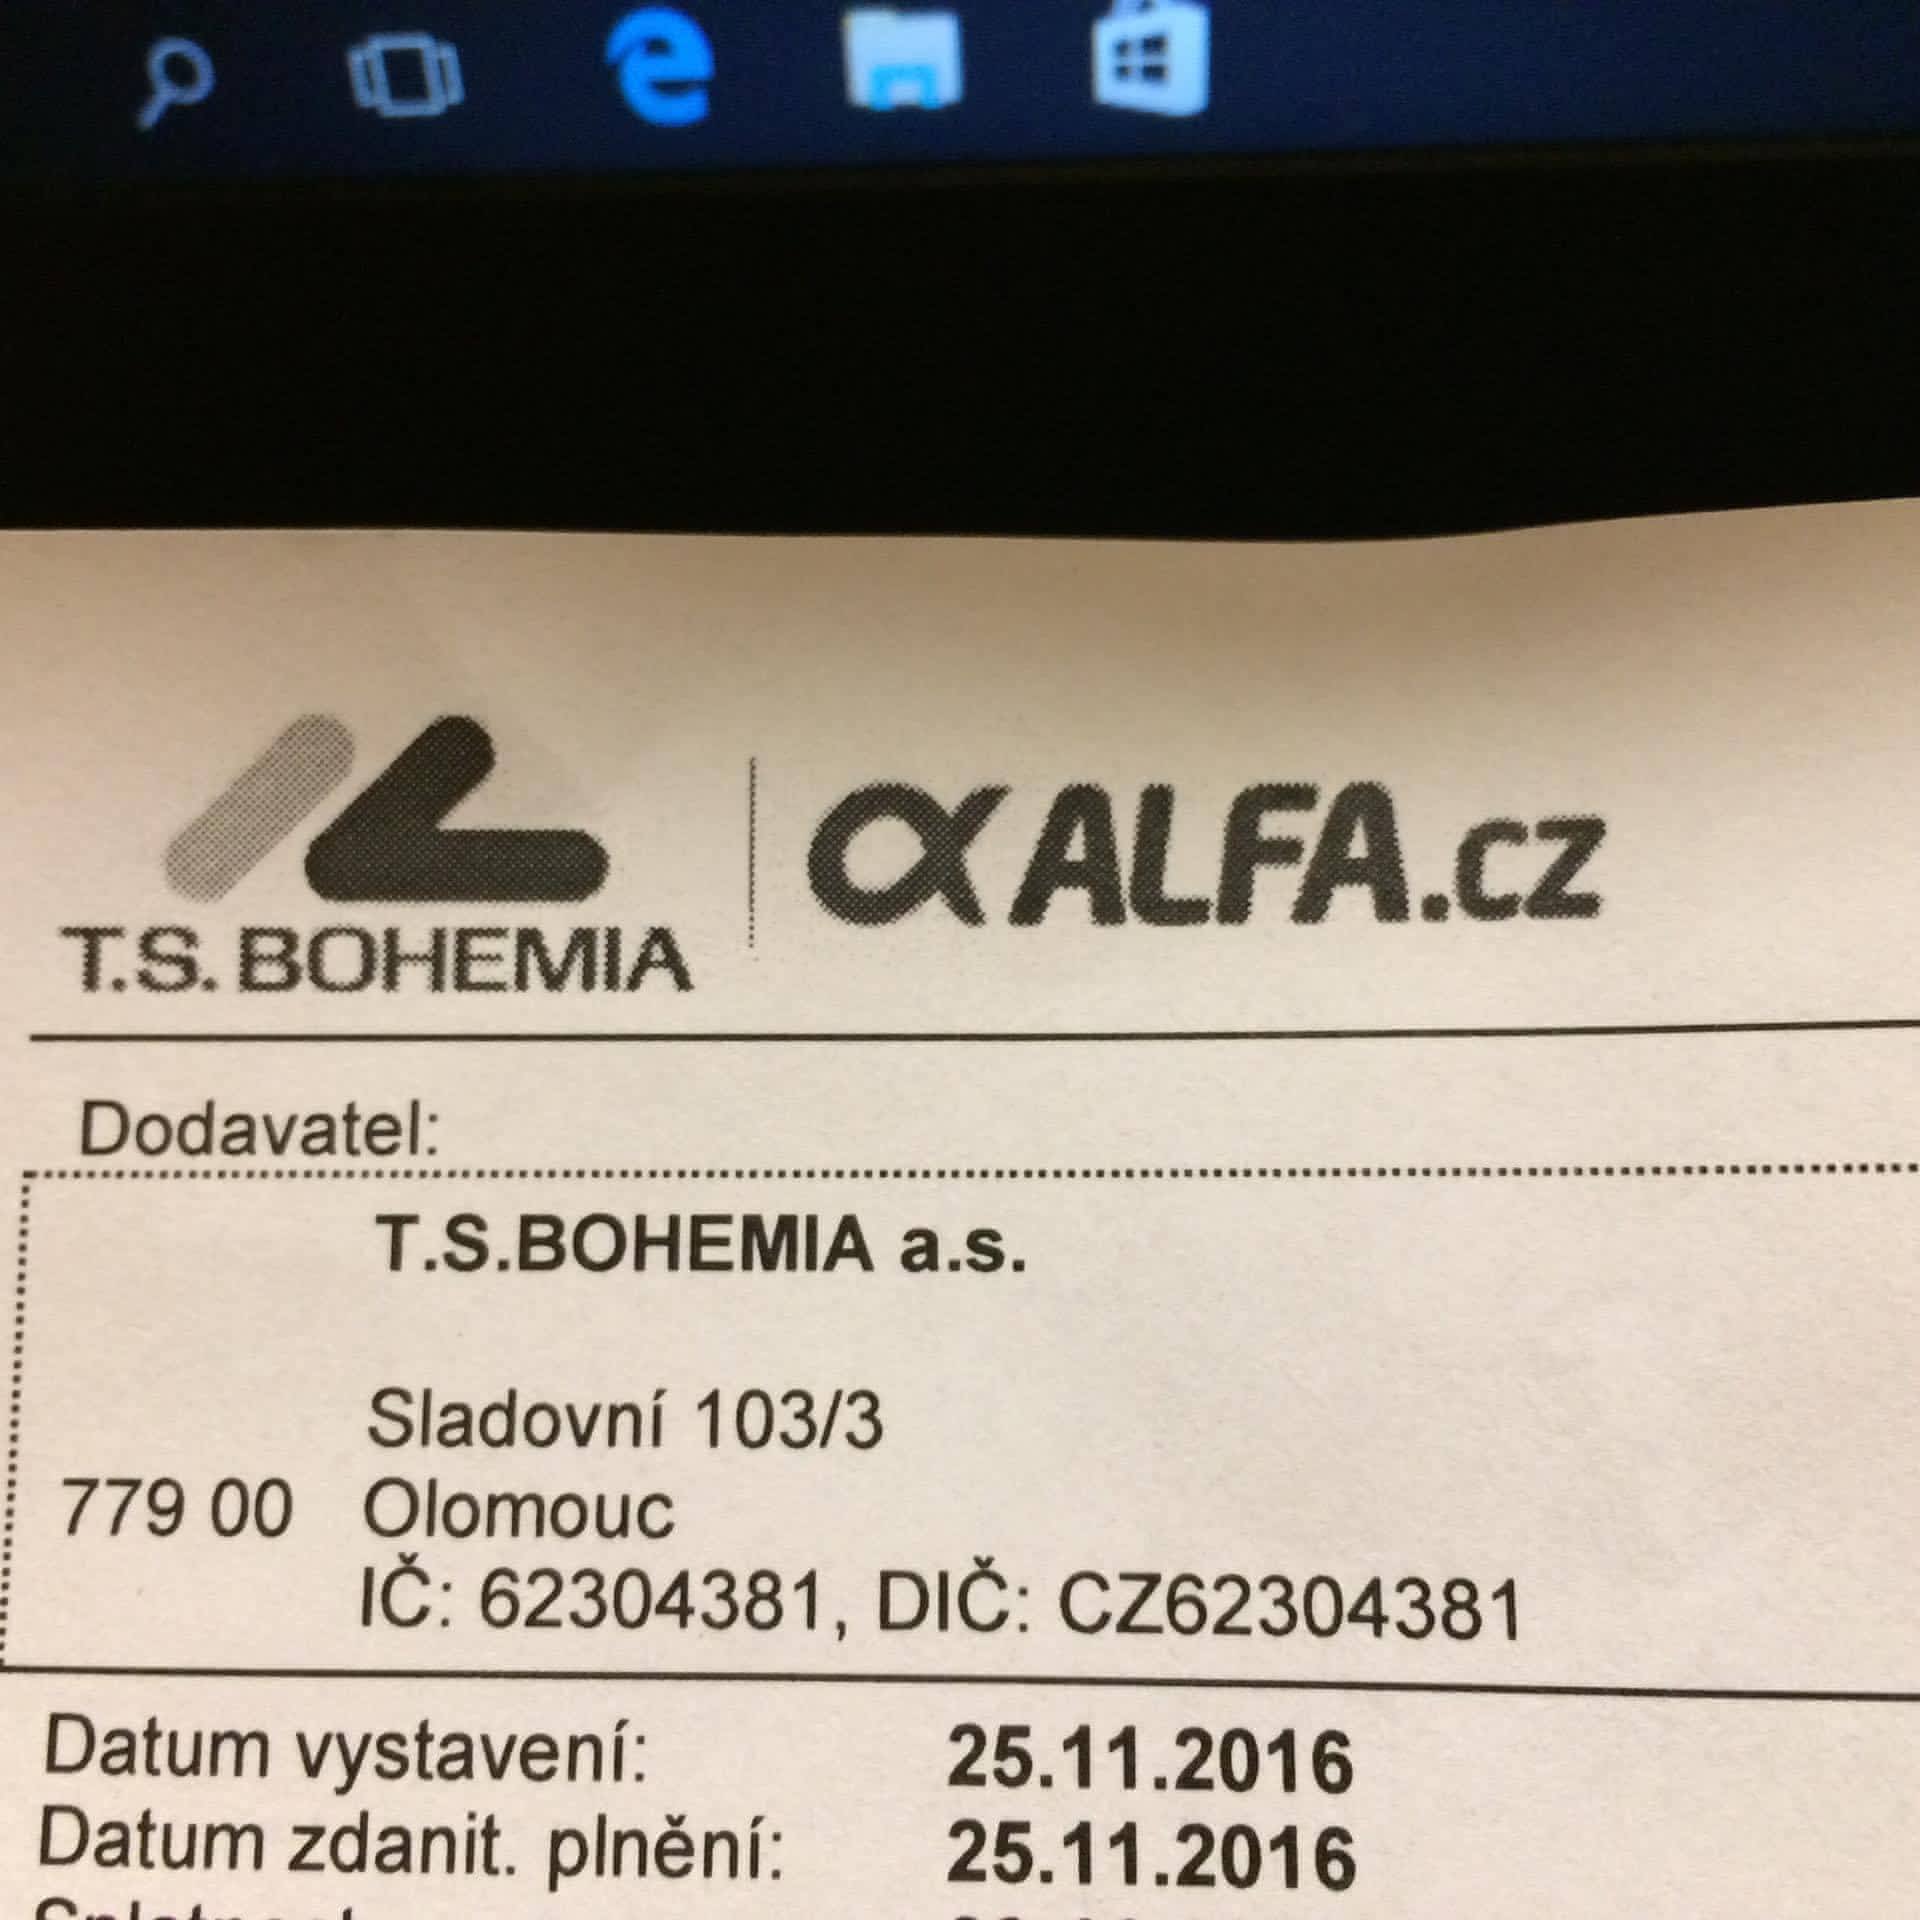 T.S. BOHEMIA
αALFA.cz
Dodavatel:
T.S.BOHEMIA a.s.
Sladovní 103/3
779 00 Olomouc
IČ: 62304381, DIČ: CZ62304381
Datum vystavení: 25.11.2016
Datum zdanit. plnění: 25.11.2016